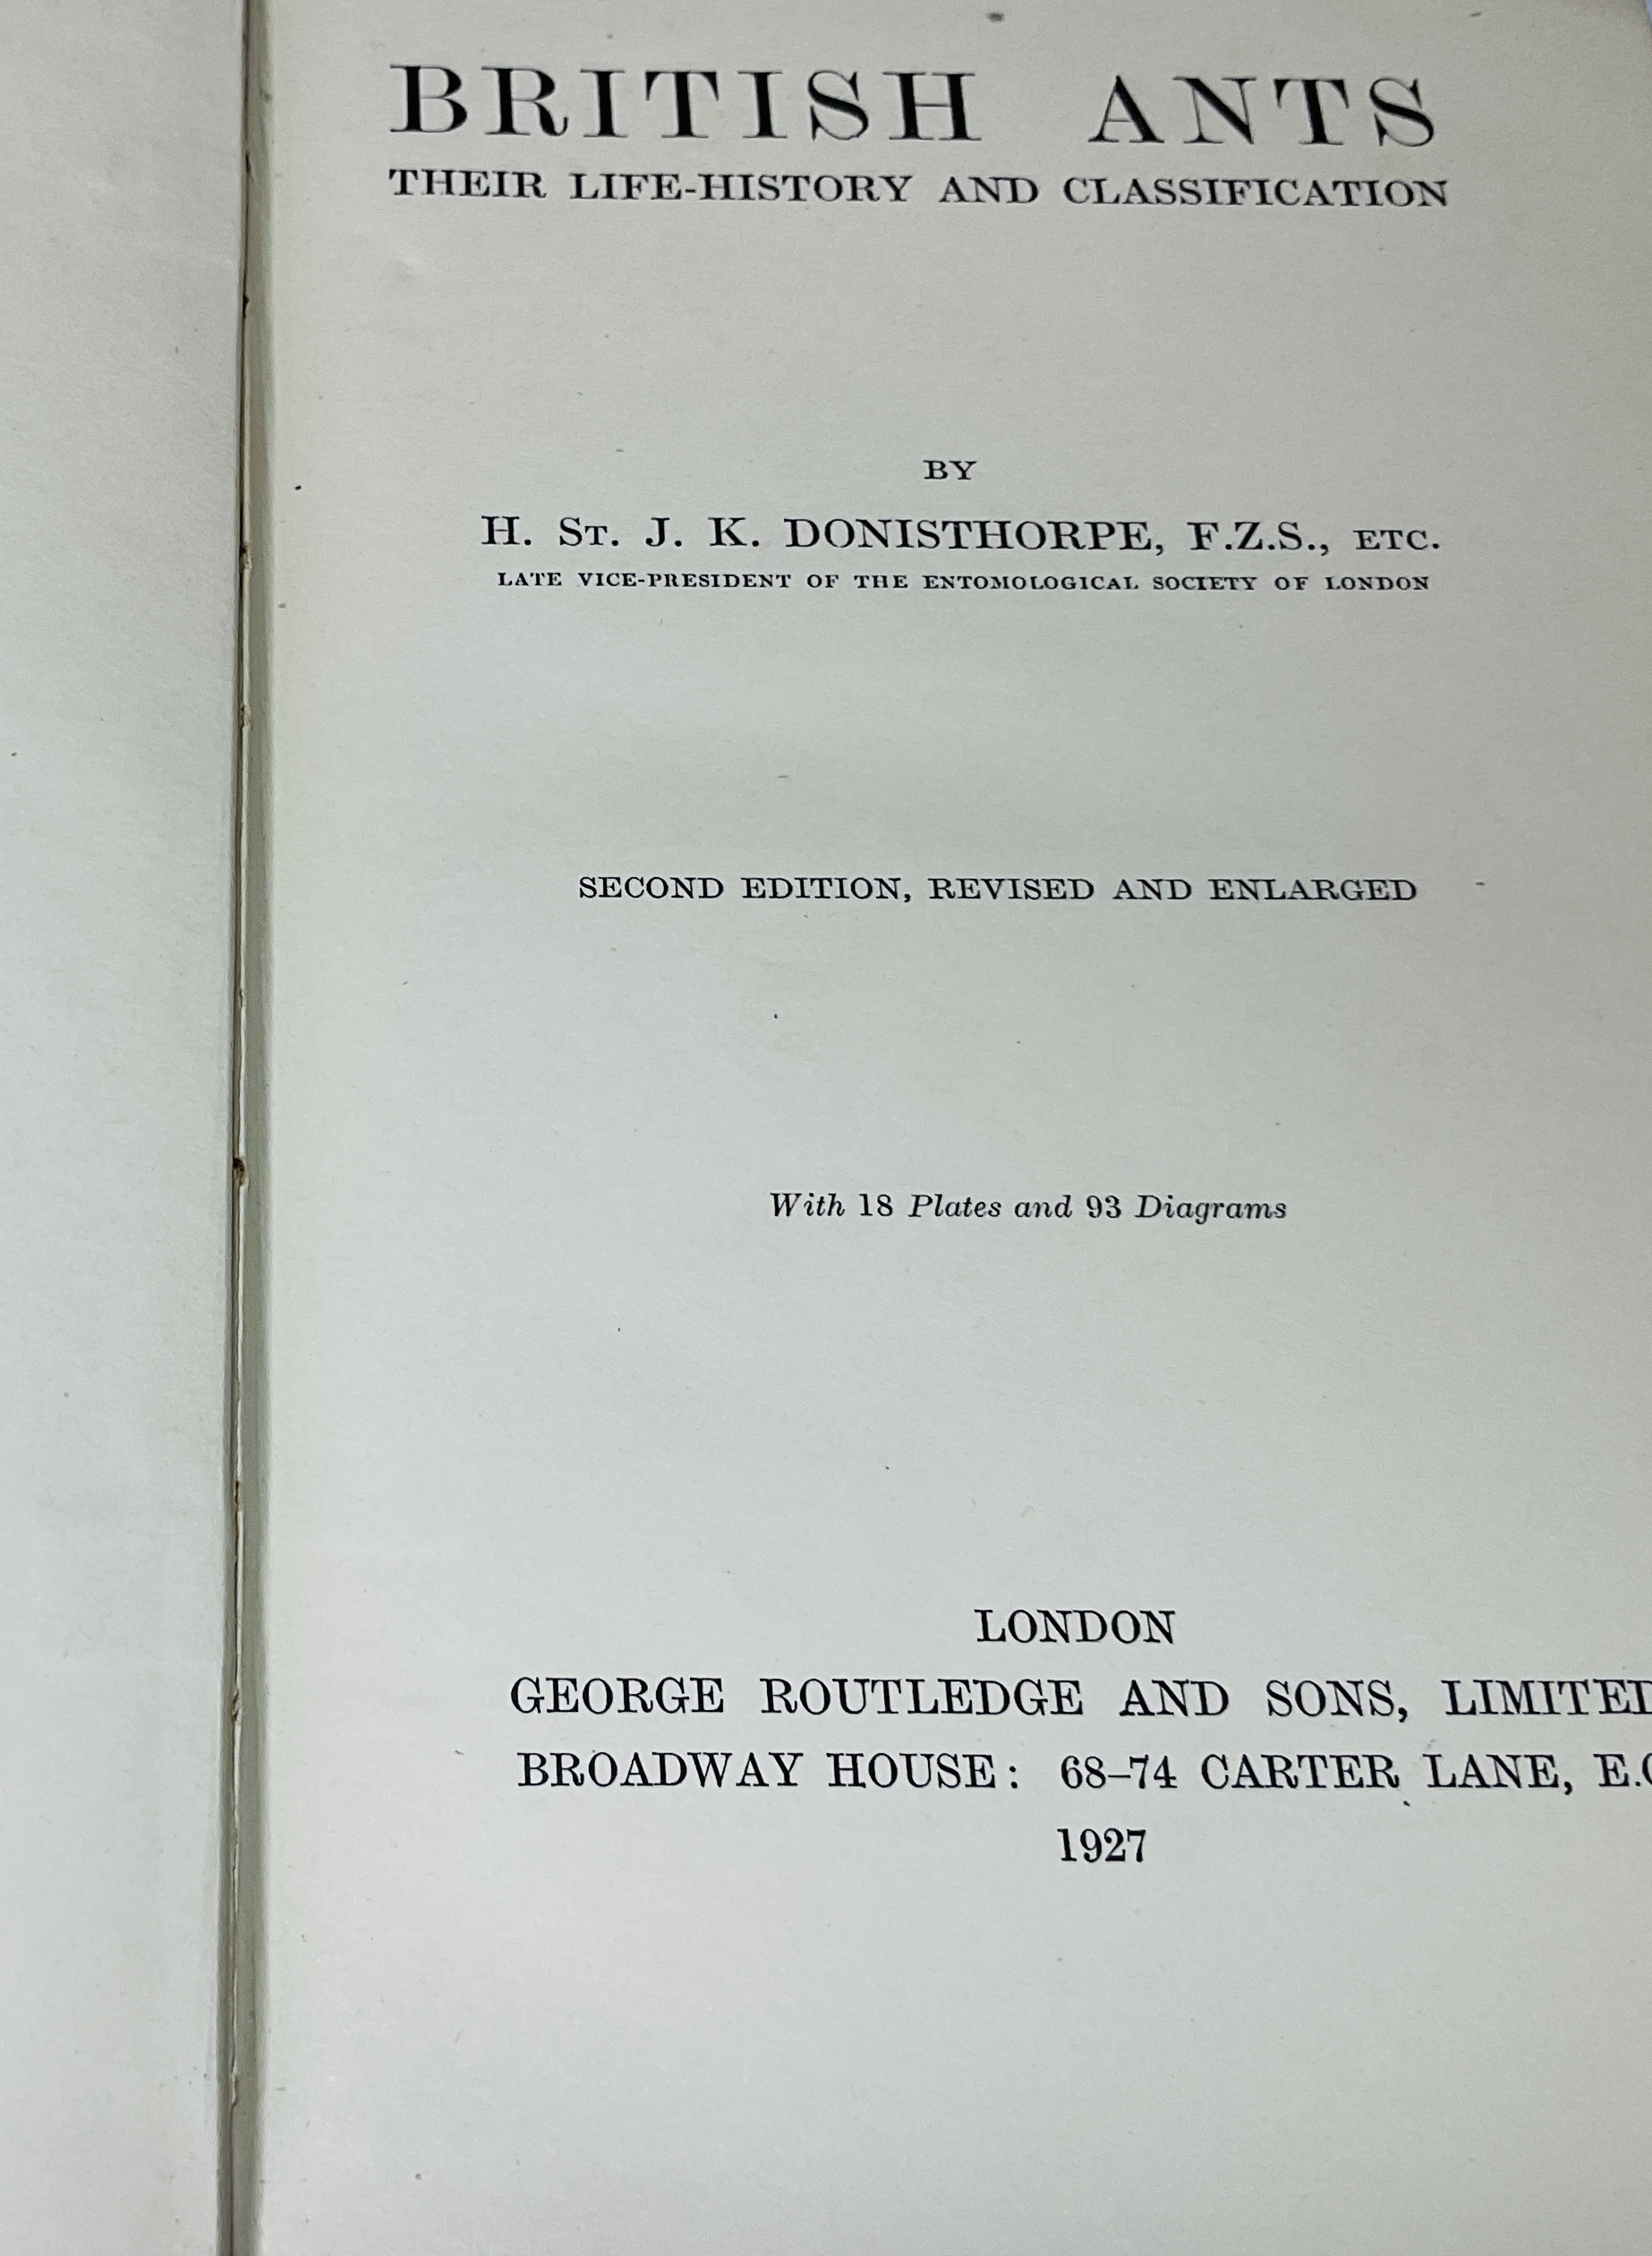 BRITISH ANTS
THEIR LIFE-HISTORY AND CLASSIFICATION
BY
H. ST. J. K. DONISTHORPE, F.Z.S., ETC.
LATE VICE-PRESIDENT OF THE ENTOMOLOGICAL SOCIETY OF LONDON
SECOND EDITION, REVISED AND ENLARGED
With 18 Plates and 93 Diagrams
LONDON
GEORGE ROUTLEDGE AND SONS, LIMITED
BROADWAY HOUSE: 68–74 CARTER LANE, E.C
1927